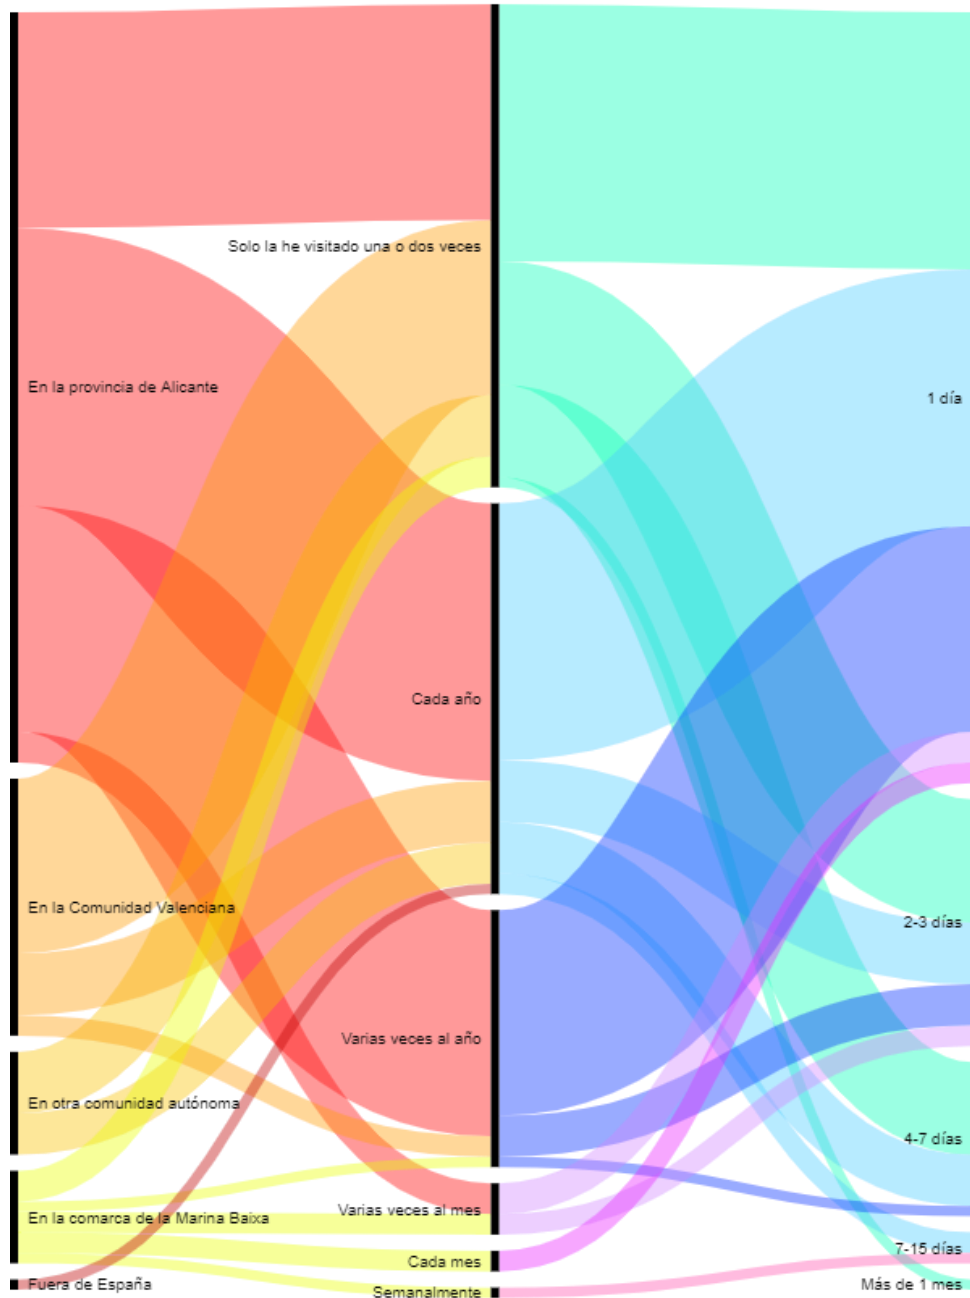 Solo la he visitado una o dos veces
En la provincia de Alicante
1 día
Cada año
En la Comunidad Valenciana
2-3 días
Varias veces al año
En otra comunidad autónoma
4-7 días
Varias veces al mes
En la comarca de la Marina Baixa
7-15 días
Cada mes
Fuera de España
Más de 1 mes
Semanalmente